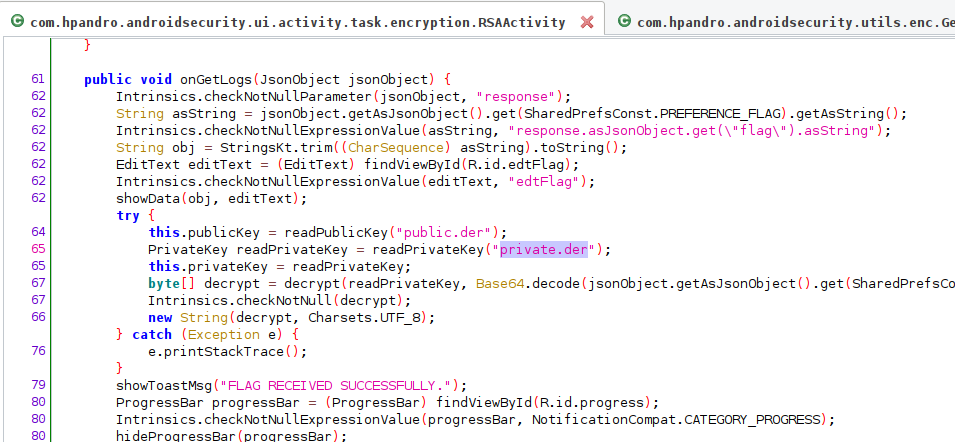 com.hpandro.androidsecurity.ui.activity.task.encryption.RSAActivity com.hpandro.androidsecurity.utils.enc.Ge
}
61 public void onGetLogs(JsonObject jsonObject) {
62 Intrinsics.checkNotNullParameter(jsonObject, "response");
62 String asString = jsonObject.getAsJsonObject().get(SharedPrefsConst.PREFERENCE_FLAG).getAsString();
62 Intrinsics.checkNotNullExpressionValue(asString, "response.asJsonObject.get(\"flag\").asString");
62 String obj = StringsKt.trim((CharSequence) asString).toString();
62 EditText editText = (EditText) findViewById(R.id.edtFlag);
62 Intrinsics.checkNotNullExpressionValue(editText, "edtFlag");
62 showData(obj, editText);
try {
64 this.publicKey = readPublicKey("public.der");
65 PrivateKey readPrivateKey = readPrivateKey("private.der");
65 this.privateKey = readPrivateKey;
67 byte[] decrypt = decrypt(readPrivateKey, Base64.decode(jsonObject.getAsJsonObject().get(SharedPrefsCo
67 Intrinsics.checkNotNull(decrypt);
66 new String(decrypt, Charsets.UTF_8);
} catch (Exception e) {
76 e.printStackTrace();
}
79 showToastMsg("FLAG RECEIVED SUCCESSFULLY.");
80 ProgressBar progressBar = (ProgressBar) findViewById(R.id.progress);
80 Intrinsics.checkNotNullExpressionValue(progressBar, NotificationCompat.CATEGORY_PROGRESS);
80 hideProgressBar(progressBar);